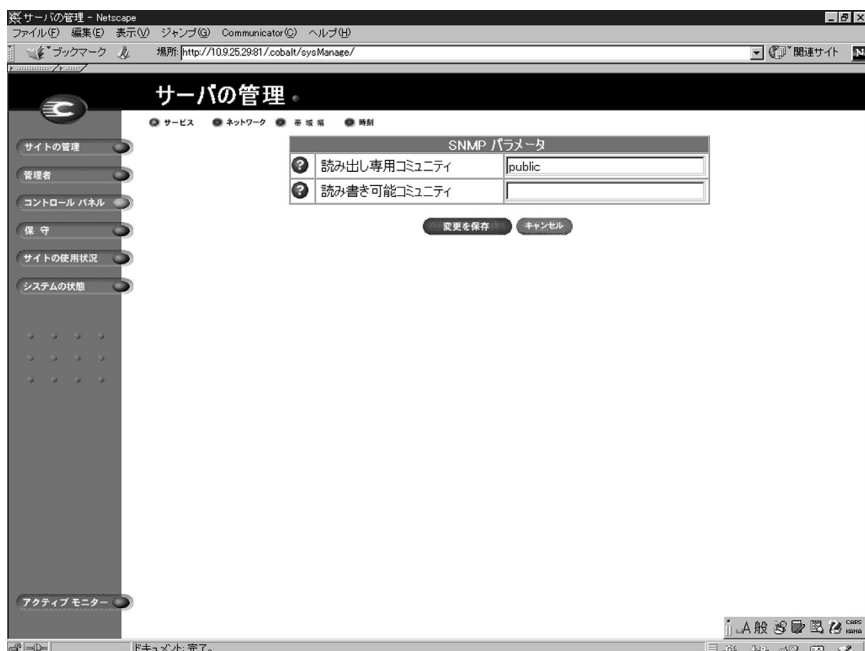 サーバの管理 - Netscape
ファイル(F) 編集(E) 表示(V) ジャンプ(G) Communicator(C) ヘルプ(H)
ブックマーク 場所: http://10.9.25.29:81/.cobalt/sysManage/ 関連サイト N
サーバの管理
サービス ネットワーク 帯域幅 時刻
サイトの管理
管理者
コントロール パネル
保 守
サイトの使用状況
システムの状態
アクティブ モニター
SNMP パラメータ
? 読み出し専用コミュニティ public
? 読み書き可能コミュニティ
変更を保存 キャンセル
A 般 CAPS KANA
ドキュメント: 完了。